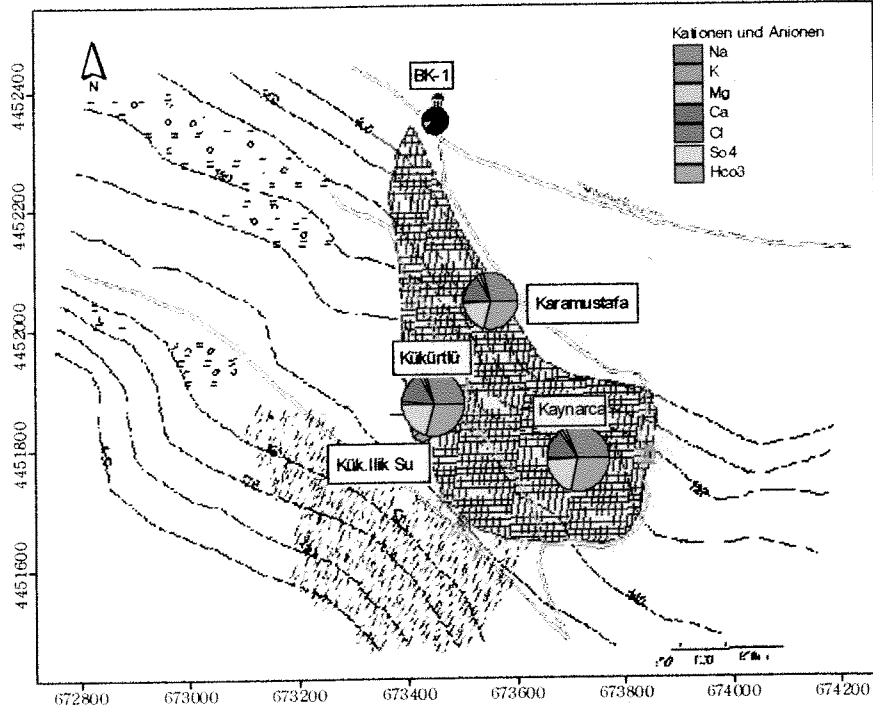 Kationen und Anionen
Na
K
Mg
Ca
Cl
So4
Hco3
N
BK-1
Karamustafa
Kükürtlü
Kaynarca
Kük.Ilik Su
4452400
4452200
4452000
4451800
4451600
672800 673000 673200 673400 673600 673800 674000 674200